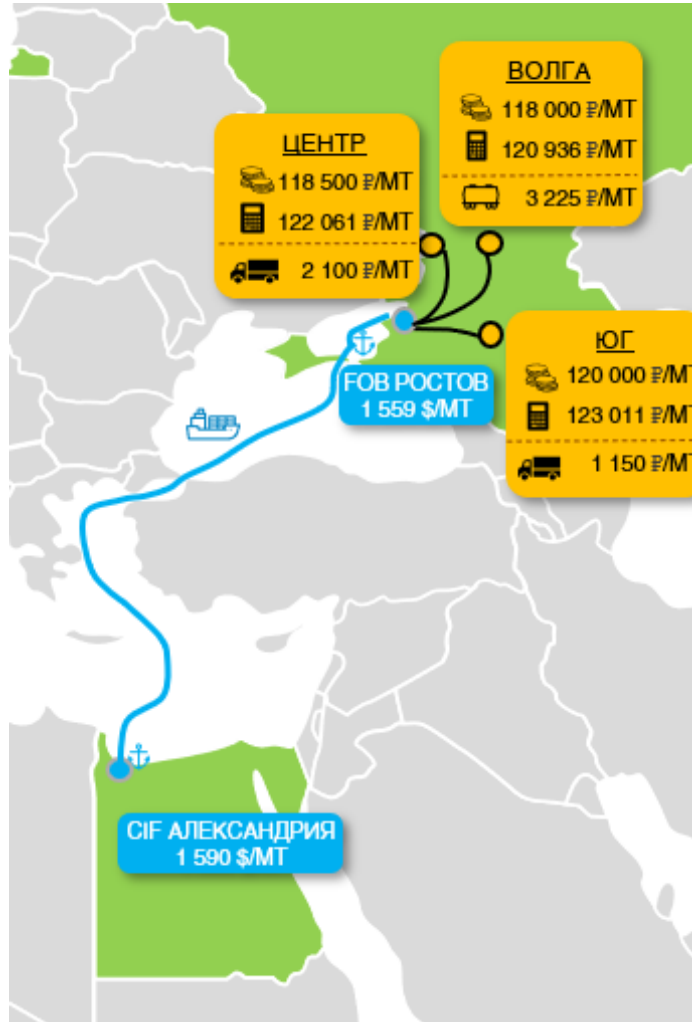 ВОЛГА
118 000 ₽/МТ
120 936 ₽/МТ
3 225 ₽/МТ
ЦЕНТР
118 500 ₽/МТ
122 061 ₽/МТ
2 100 ₽/МТ
ЮГ
120 000 ₽/МТ
123 011 ₽/МТ
1 150 ₽/МТ
FOB РОСТОВ
1 559 $/МТ
CIF АЛЕКСАНДРИЯ
1 590 $/МТ